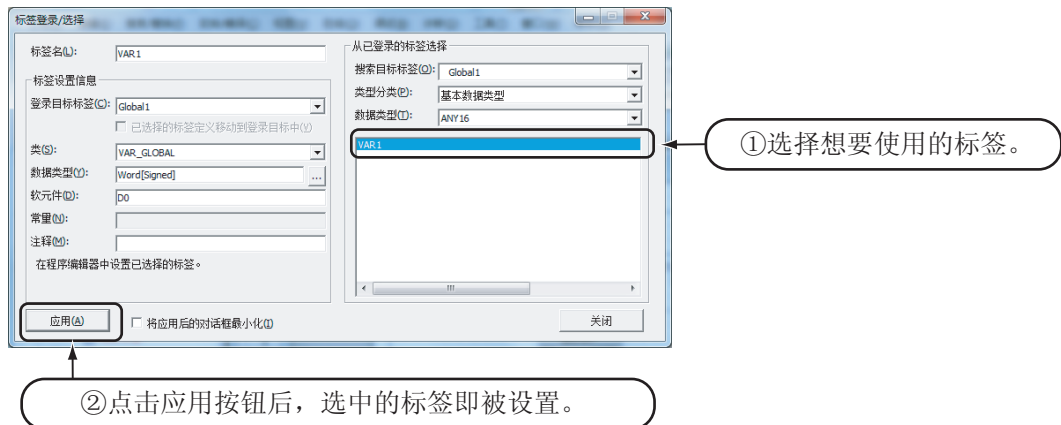 标签登录/选择
标签名(L): VAR1
标签设置信息
登录目标标签(C): Global1
已选择的标签定义移动到登录目标中(V)
类(S): VAR_GLOBAL
数据类型(Y): Word[Signed] ...
软元件(D): D0
常量(N):
注释(M):
在程序编辑器中设置已选择的标签。
从已登录的标签选择
搜索目标标签(O): Global1
类型分类(P): 基本数据类型
数据类型(T): ANY16
VAR1
①选择想要使用的标签。
应用(A)
将应用后的对话框最小化(I)
关闭
②点击应用按钮后，选中的标签即被设置。